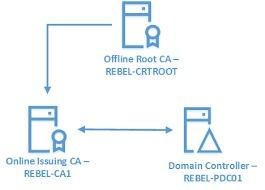 Offline Root CA –
REBEL-CRTROOT
Online Issuing CA –
REBEL-CA1
Domain Controller –
REBEL-PDC01